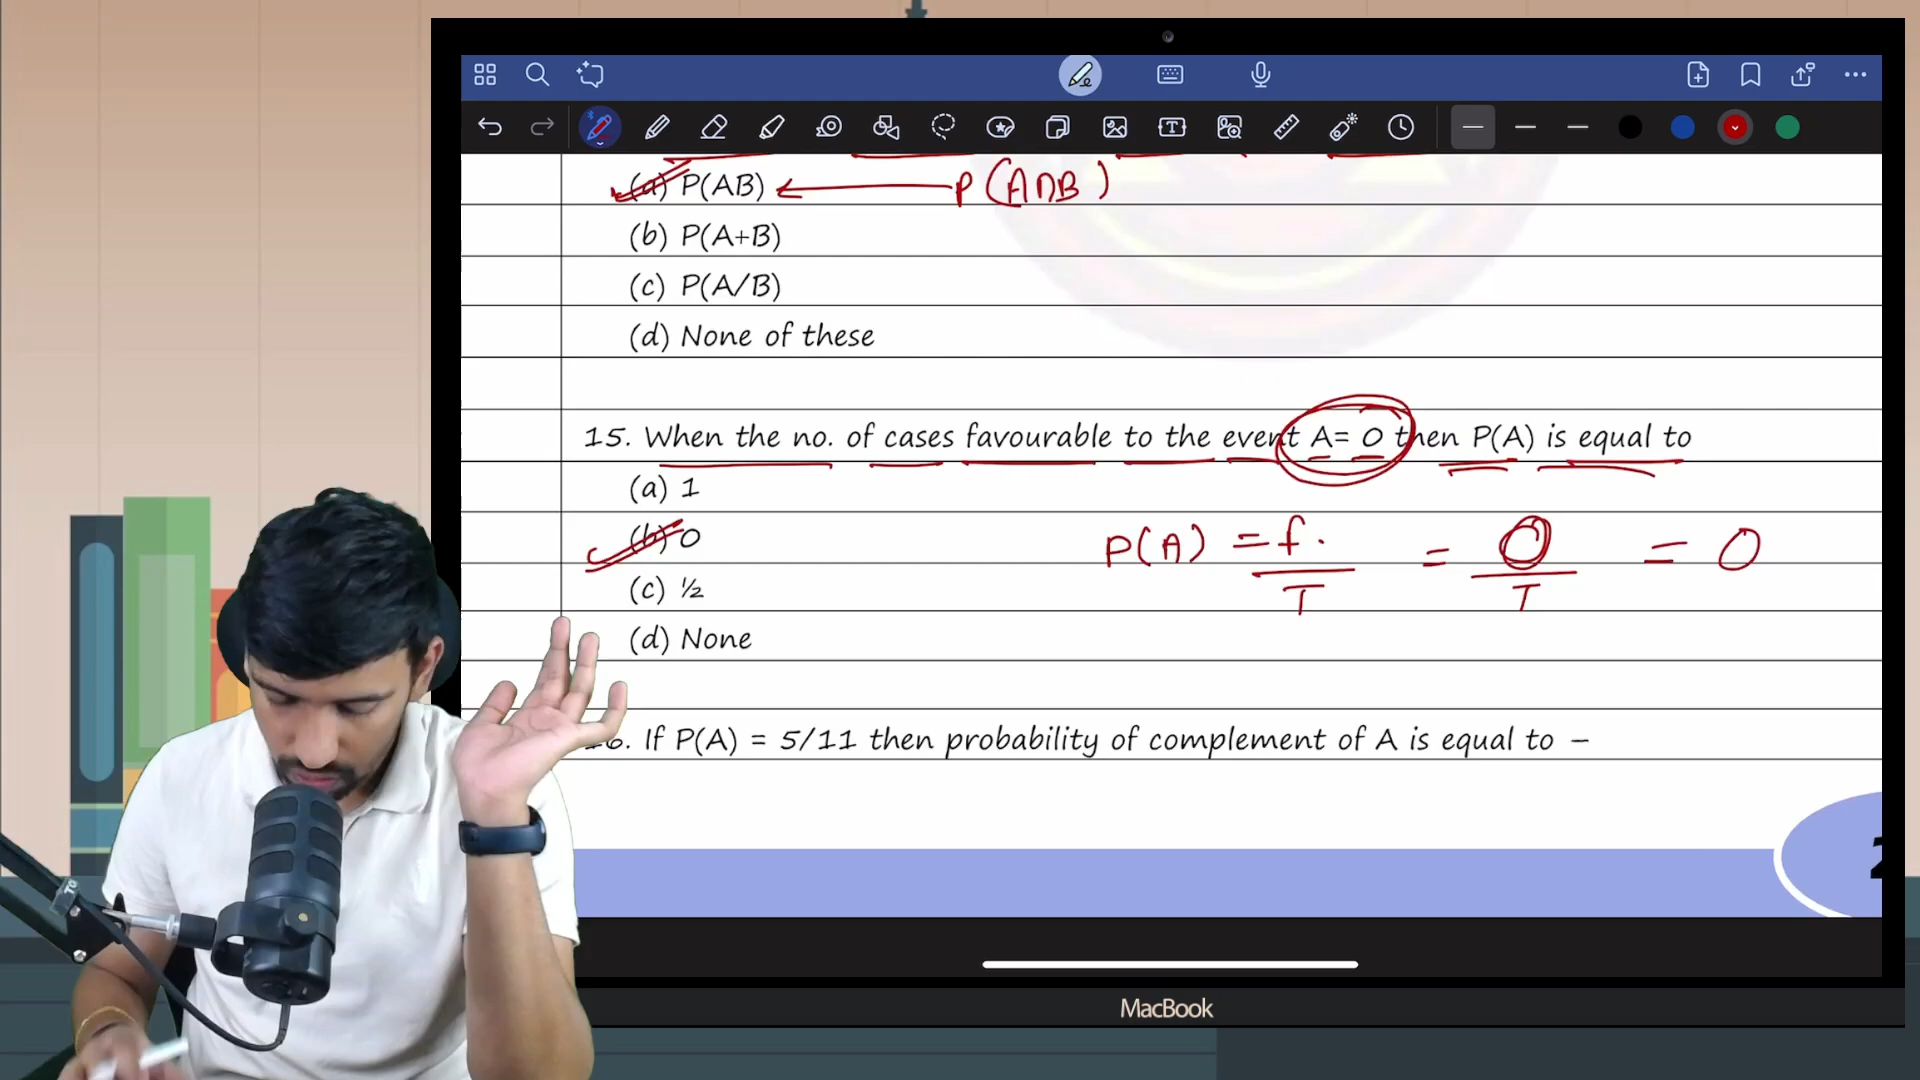 (a) P(AB) ← P(A∩B)
(b) P(A+B)
(c) P(A/B)
(d) None of these
15. When the no. of cases favourable to the event A= 0 then P(A) is equal to
(a) 1
(b) 0
P(A) = f. / T = 0 / T = 0
(c) ½
(d) None
16. If P(A) = 5/11 then probability of complement of A is equal to –
2
MacBook